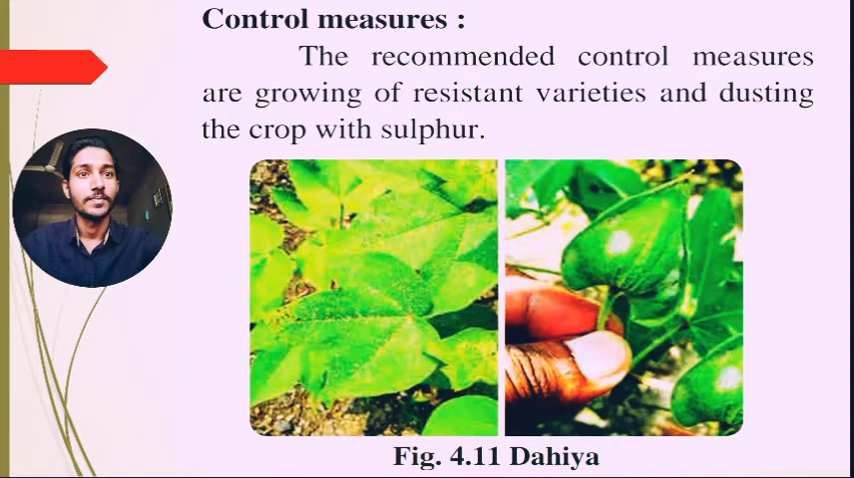 Control measures :
The recommended control measures
are growing of resistant varieties and dusting
the crop with sulphur.
Fig. 4.11 Dahiya